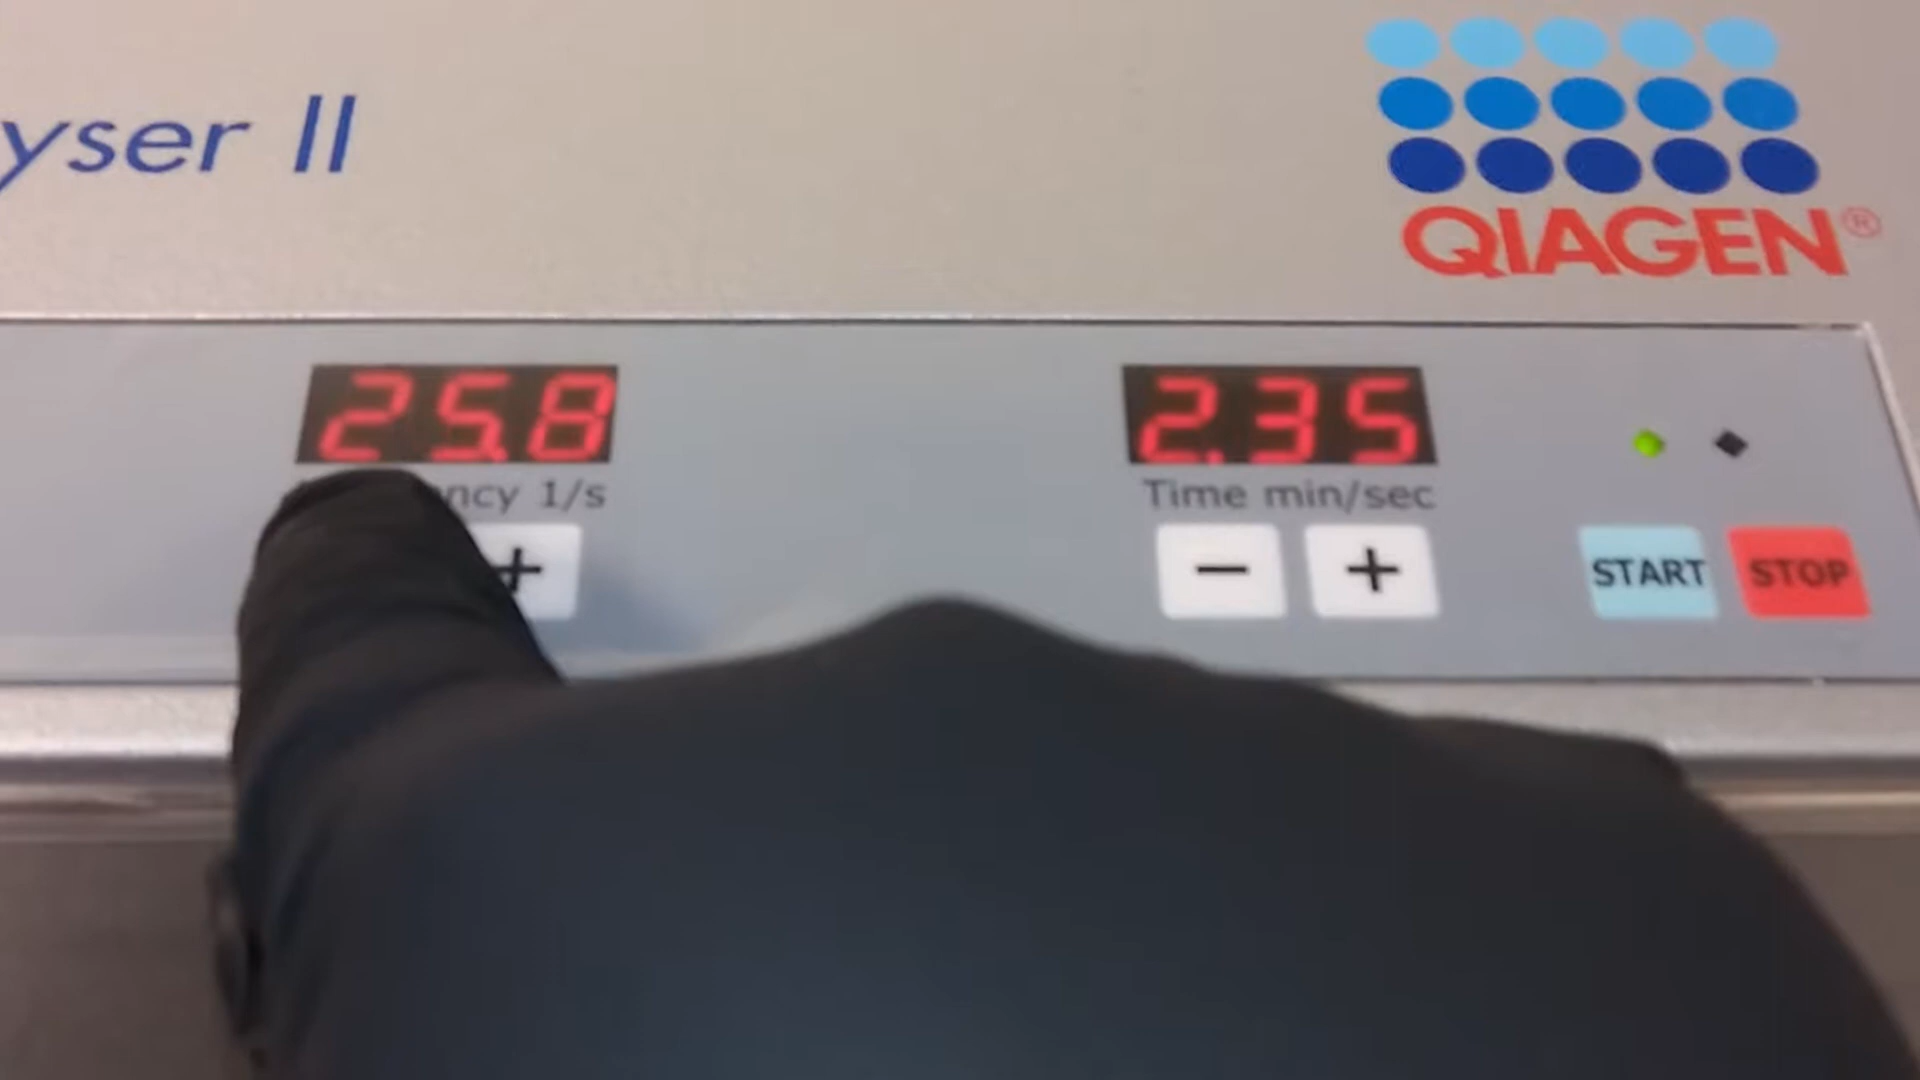 yser II
QIAGEN®
25.8
2.35
ncy 1/s
Time min/sec
+
− +
START
STOP